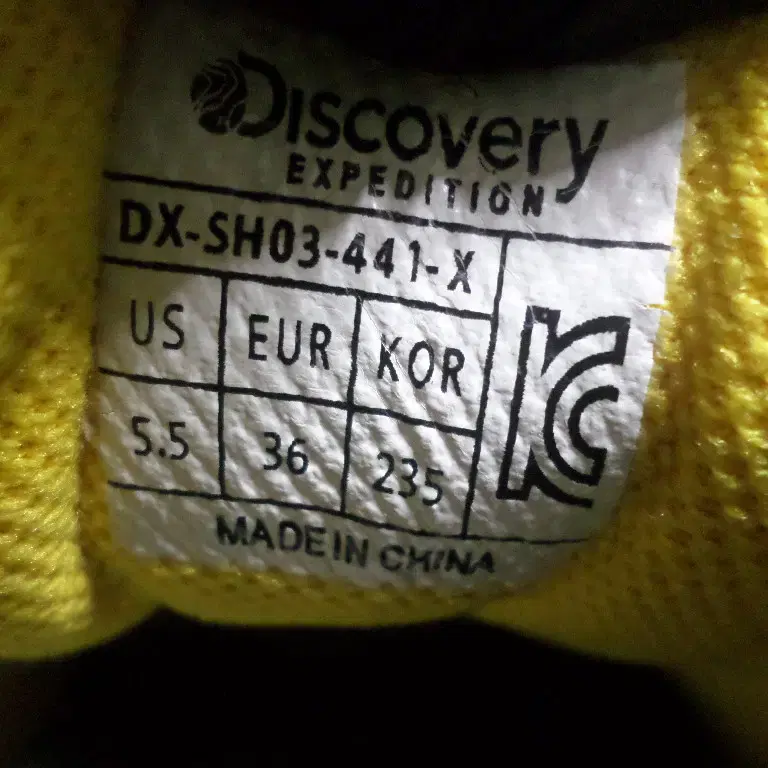 Discovery
EXPEDITION
DX-SH03-441-X
US EUR KOR
5.5 36 235
MADE IN CHINA